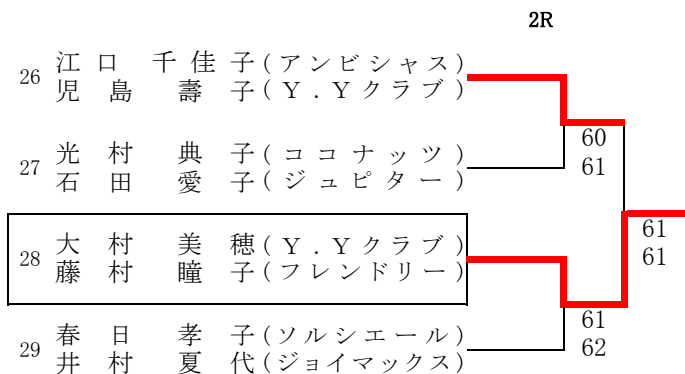 2R
26 江口 千佳子(アンビシャス)
児島 壽子(Y.Yクラブ)
60
27 光村 典子(ココナッツ)
61
石田 愛子(ジュピター)
61
28 大村 美穂(Y.Yクラブ)
61
藤村 瞳子(フレンドリー)
61
29 春日 孝子(ソルシエール)
62
井村 夏代(ジョイマックス)